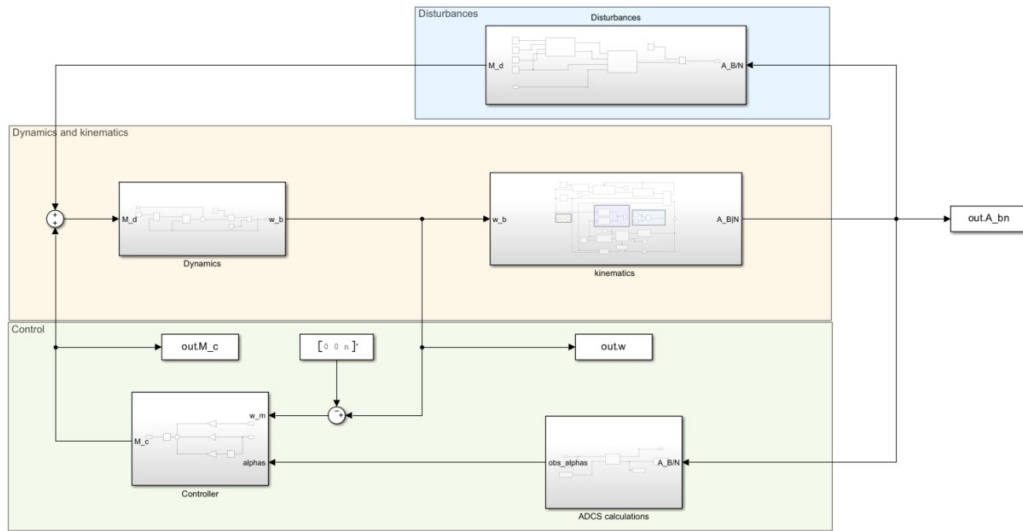 Disturbances
Disturbances
M_d
A_B/N
Dynamics and kinematics
+
+
M_d
w_b
Dynamics
w_b
A_B|N
kinematics
out.A_bn
Control
out.M_c
[0 0 n]'
out.w
−
+
M_c
w_m
alphas
Controller
obs_alphas
A_B/N
ADCS calculations